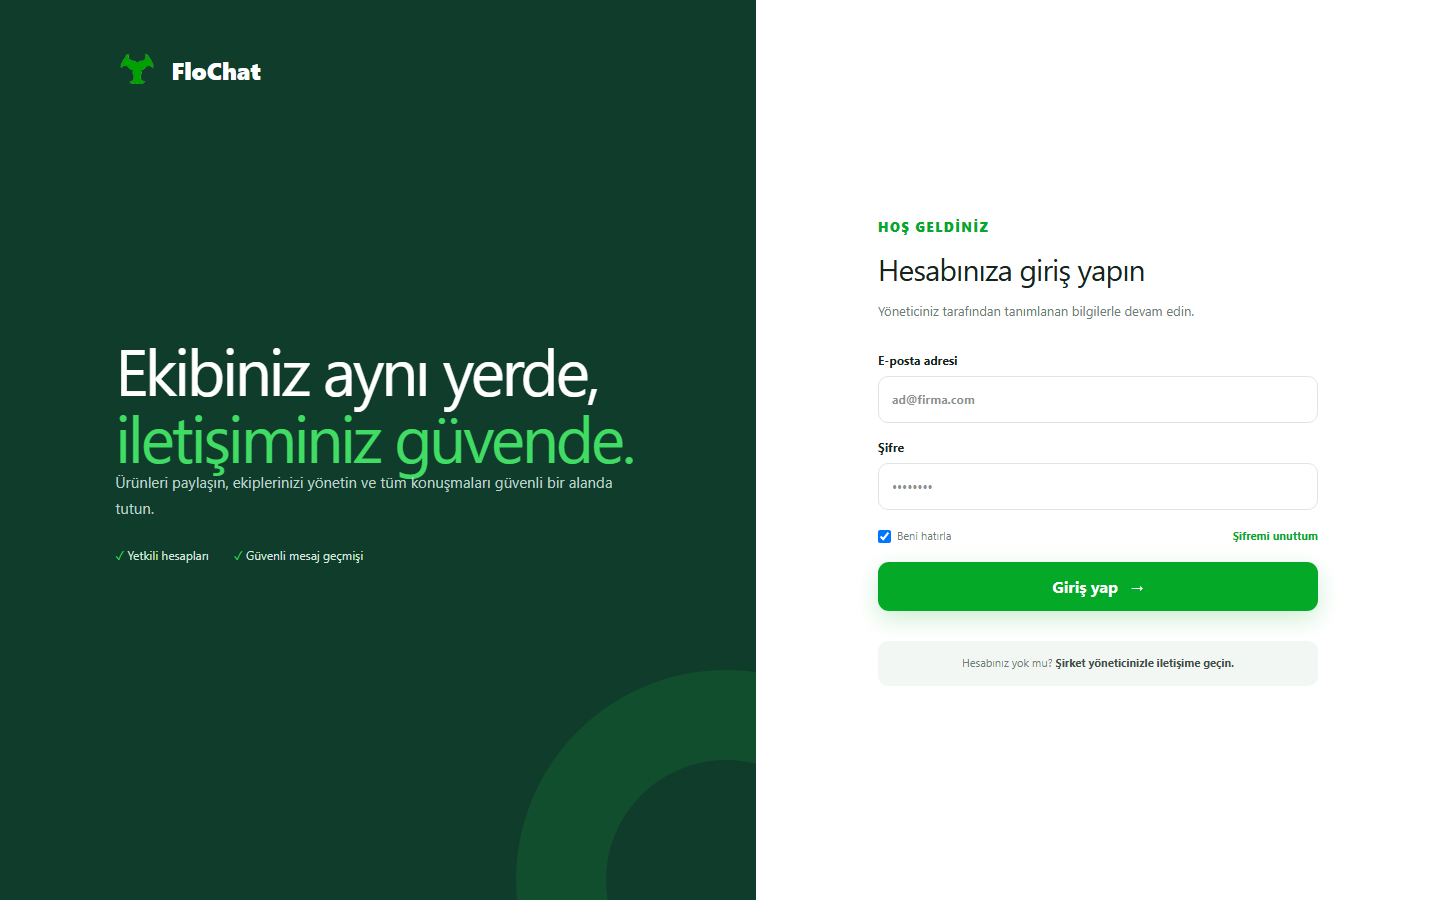 FloChat
Ekibiniz aynı yerde,
iletişiminiz güvende.
Ürünleri paylaşın, ekiplerinizi yönetin ve tüm konuşmaları güvenli bir alanda
tutun.
✓ Yetkili hesapları ✓ Güvenli mesaj geçmişi
HOŞ GELDİNİZ
Hesabınıza giriş yapın
Yöneticiniz tarafından tanımlanan bilgilerle devam edin.
E-posta adresi
ad@firma.com
Şifre
••••••••
Beni hatırla Şifremi unuttum
Giriş yap →
Hesabınız yok mu? Şirket yöneticinizle iletişime geçin.